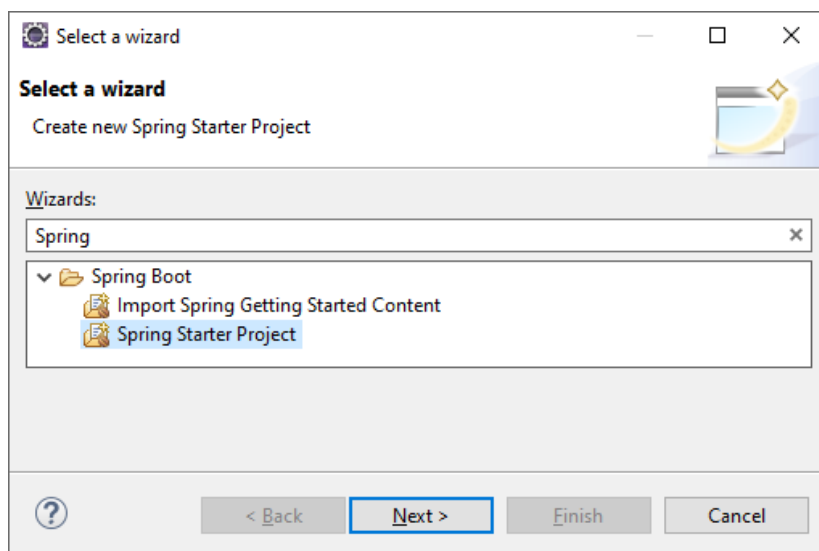 Select a wizard
Select a wizard
Create new Spring Starter Project
Wizards:
Spring
Spring Boot
Import Spring Getting Started Content
Spring Starter Project
< Back Next > Finish Cancel